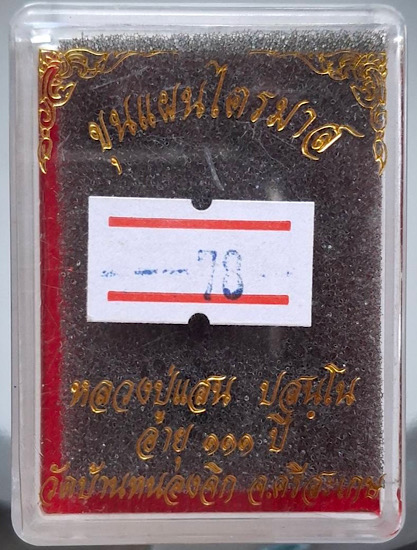 ขุนแผนไตรมาส
78
หลวงปู่แสน ปสนฺโน
อายุ ๑๑๑ ปี
วัดบ้านหนองจิก จ.ศรีสะเกษ